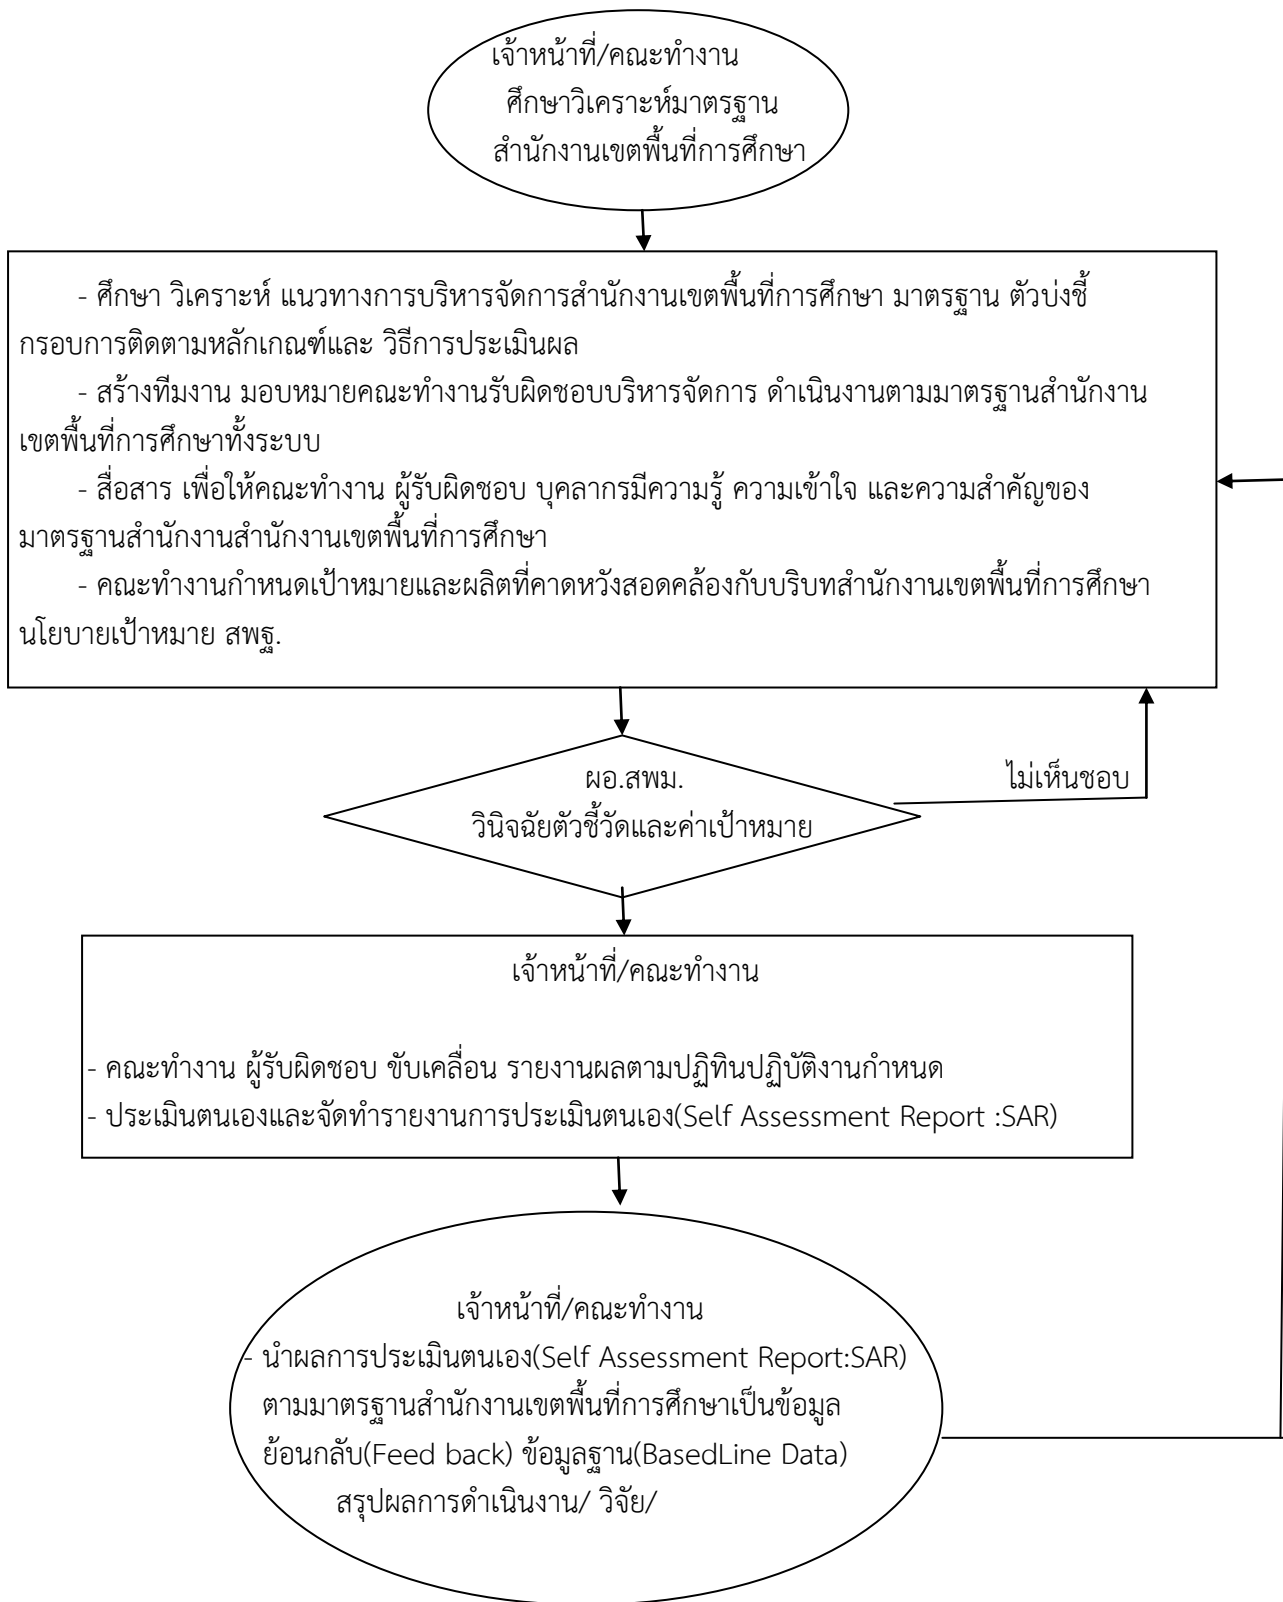 เจ้าหน้าที่/คณะทำงาน
ศึกษาวิเคราะห์มาตรฐาน
สำนักงานเขตพื้นที่การศึกษา
- ศึกษา วิเคราะห์ แนวทางการบริหารจัดการสำนักงานเขตพื้นที่การศึกษา มาตรฐาน ตัวบ่งชี้
กรอบการติดตามหลักเกณฑ์และ วิธีการประเมินผล
- สร้างทีมงาน มอบหมายคณะทำงานรับผิดชอบบริหารจัดการ ดำเนินงานตามมาตรฐานสำนักงาน
เขตพื้นที่การศึกษาทั้งระบบ
- สื่อสาร เพื่อให้คณะทำงาน ผู้รับผิดชอบ บุคลากรมีความรู้ ความเข้าใจ และความสำคัญของ
มาตรฐานสำนักงานสำนักงานเขตพื้นที่การศึกษา
- คณะทำงานกำหนดเป้าหมายและผลิตที่คาดหวังสอดคล้องกับบริบทสำนักงานเขตพื้นที่การศึกษา
นโยบายเป้าหมาย สพฐ.
ผอ.สพม.
วินิจฉัยตัวชี้วัดและค่าเป้าหมาย
ไม่เห็นชอบ
เจ้าหน้าที่/คณะทำงาน
- คณะทำงาน ผู้รับผิดชอบ ขับเคลื่อน รายงานผลตามปฏิทินปฏิบัติงานกำหนด
- ประเมินตนเองและจัดทำรายงานการประเมินตนเอง(Self Assessment Report :SAR)
เจ้าหน้าที่/คณะทำงาน
- นำผลการประเมินตนเอง(Self Assessment Report:SAR)
ตามมาตรฐานสำนักงานเขตพื้นที่การศึกษาเป็นข้อมูล
ย้อนกลับ(Feed back) ข้อมูลฐาน(BasedLine Data)
สรุปผลการดำเนินงาน/ วิจัย/